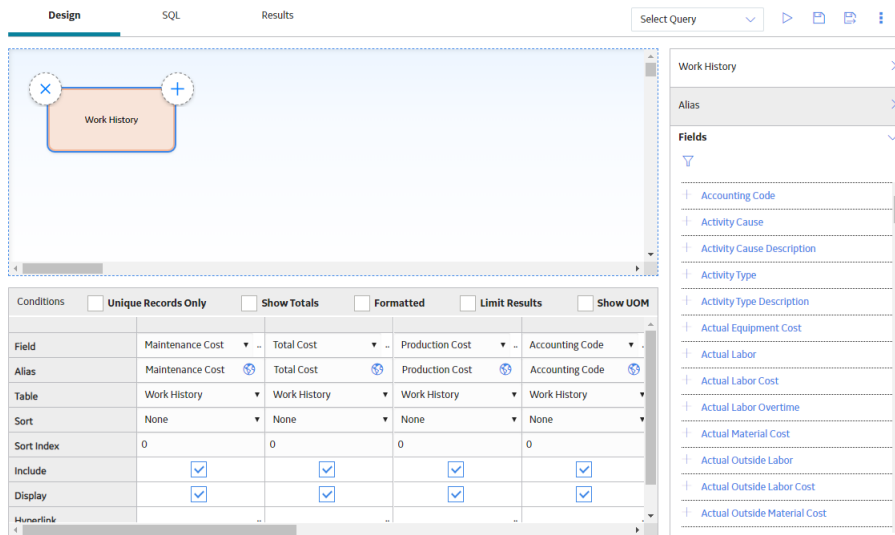 Design SQL Results Select Query
Work History
Work History
Alias
Fields
Accounting Code
Activity Cause
Activity Cause Description
Activity Type
Activity Type Description
Actual Equipment Cost
Actual Labor
Actual Labor Cost
Actual Labor Overtime
Actual Material Cost
Actual Outside Labor
Actual Outside Labor Cost
Actual Outside Material Cost
Conditions Unique Records Only Show Totals Formatted Limit Results Show UOM
Field Maintenance Cost .. Total Cost .. Production Cost .. Accounting Code .
Alias Maintenance Cost Total Cost Production Cost Accounting Code
Table Work History Work History Work History Work History
Sort None None None None
Sort Index 0 0 0 0
Include
Display
Hyperlink .. .. .. ..